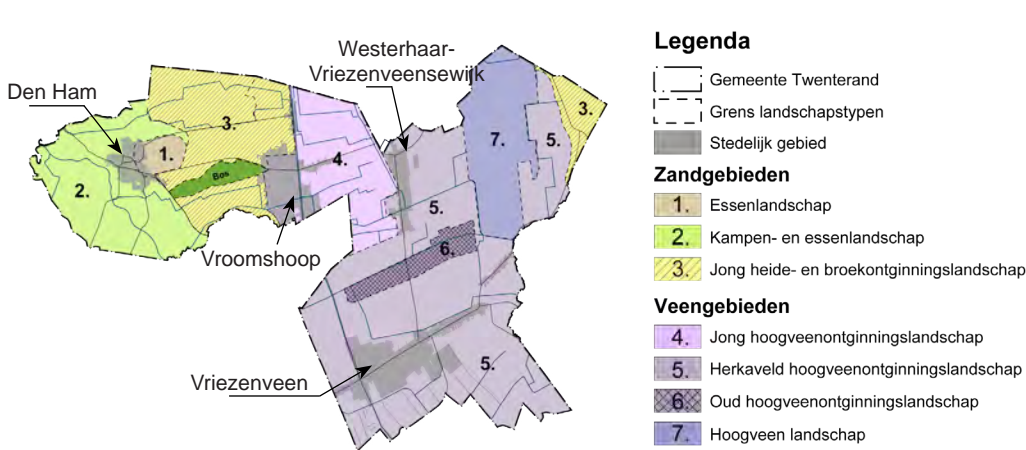 Westerhaar-
Vriezenveensewijk
Den Ham
3.
3.
1.
4.
7.
5.
Bos
2.
5.
6.
Vroomshoop
5.
Vriezenveen
Legenda
Gemeente Twenterand
Grens landschapstypen
Stedelijk gebied
Zandgebieden
1. Essenlandschap
2. Kampen- en essenlandschap
3. Jong heide- en broekontginningslandschap
Veengebieden
4. Jong hoogveenontginningslandschap
5. Herkaveld hoogveenontginningslandschap
6. Oud hoogveenontginningslandschap
7. Hoogveen landschap